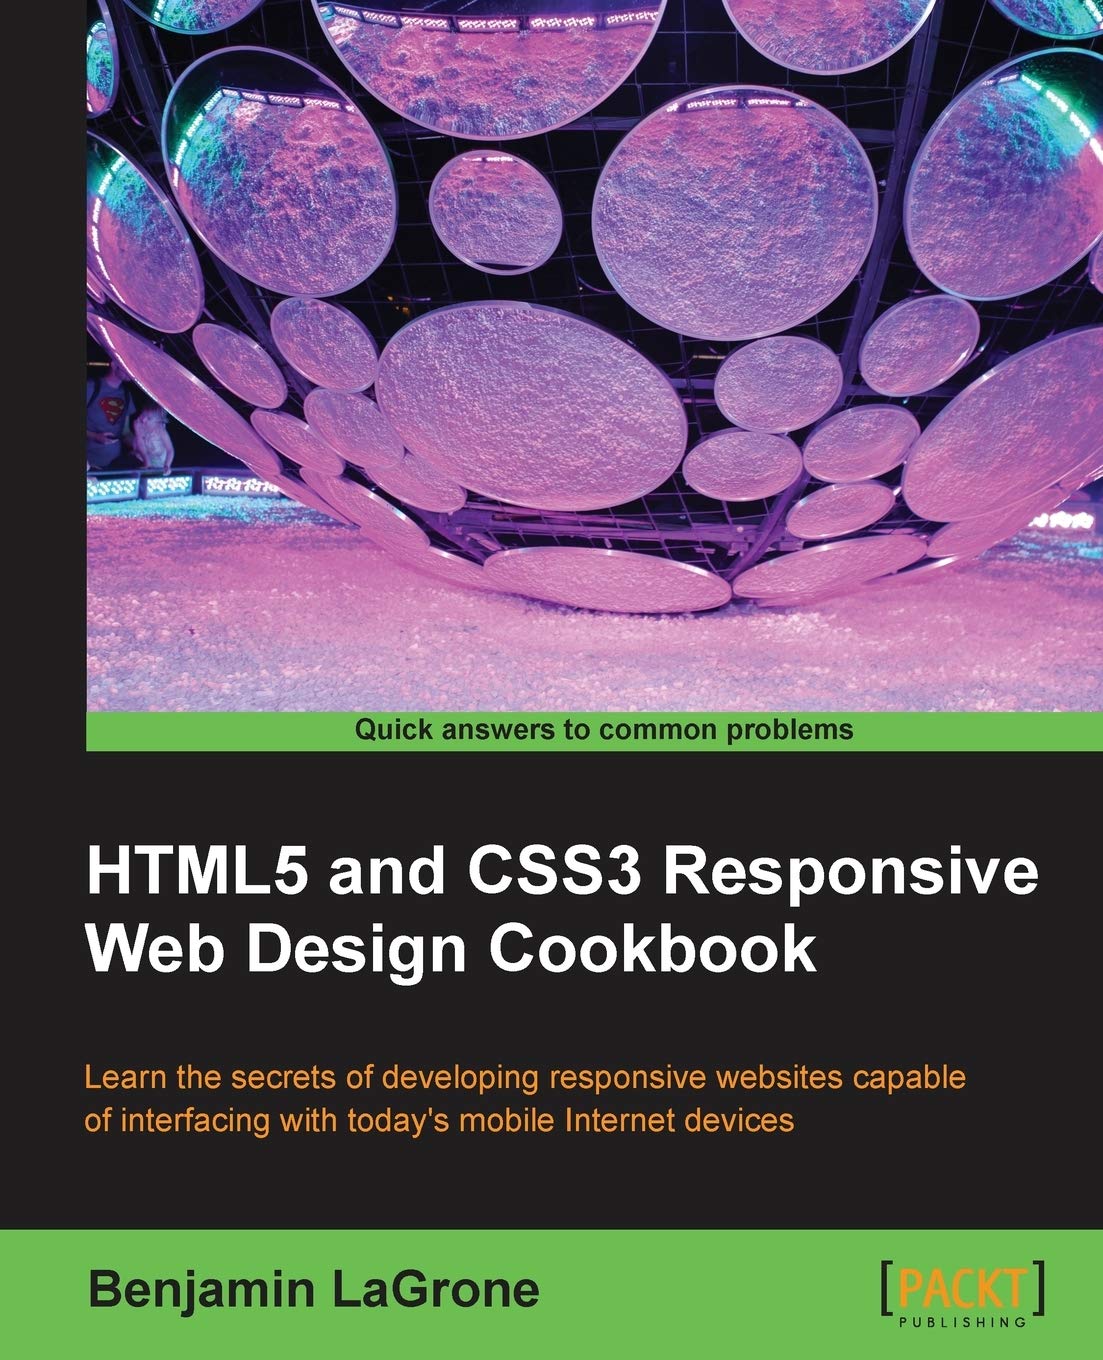 Quick answers to common problems
HTML5 and CSS3 Responsive
Web Design Cookbook
Learn the secrets of developing responsive websites capable
of interfacing with today's mobile Internet devices
Benjamin LaGrone
[PACKT]
PUBLISHING